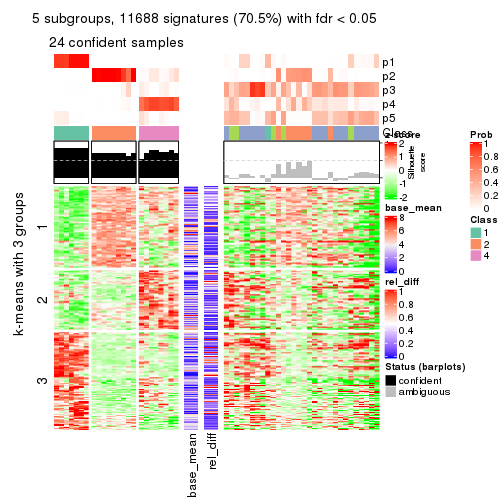 5 subgroups, 11688 signatures (70.5%) with fdr < 0.05
24 confident samples
p1
p2
p3
p4
p5
Class
z-score
2
1
0
-1
-2
Silhouette
score
Prob
1
0.8
0.6
0.4
0.2
0
Class
1
2
4
base_mean
8
6
4
2
0
rel_diff
1
0.8
0.6
0.4
0.2
0
Status (barplots)
confident
ambiguous
k-means with 3 groups
1
2
3
base_mean
rel_diff